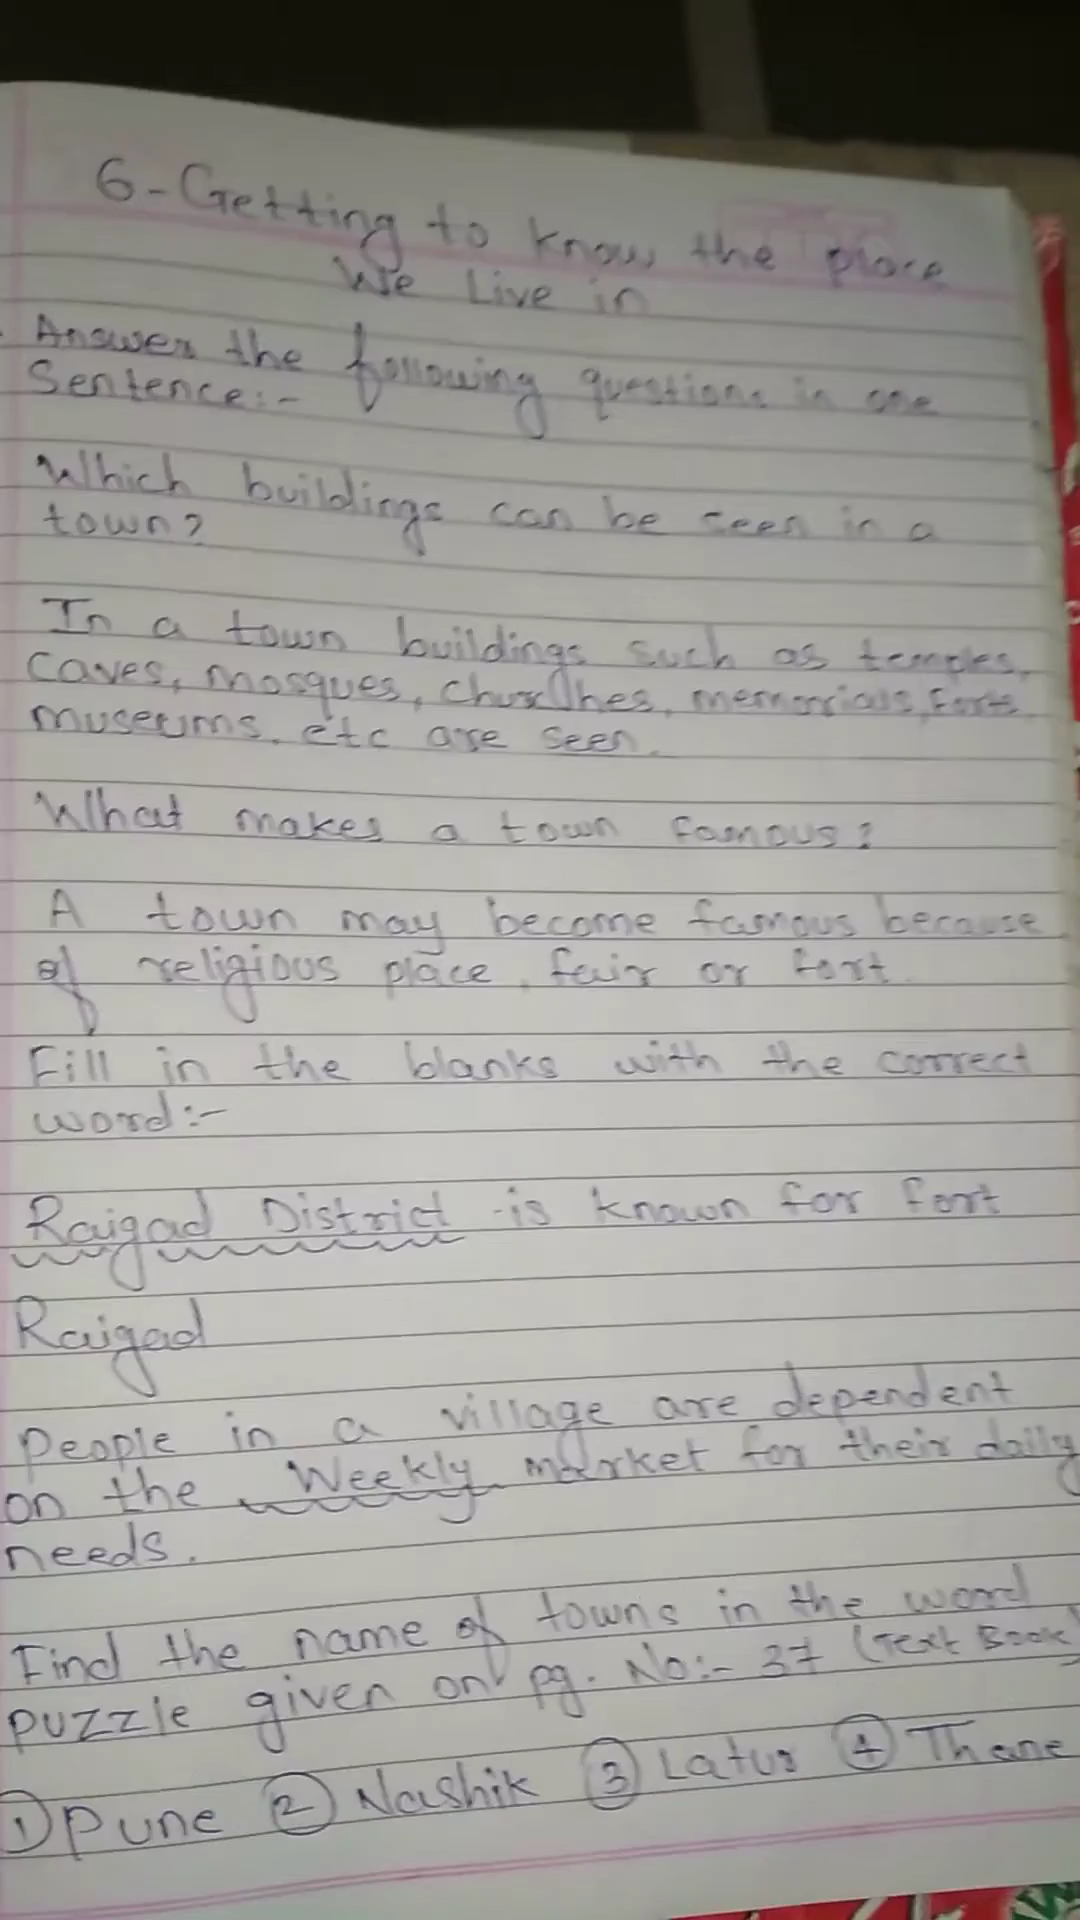 6-Getting to know the place
We Live in
Answer the following questions in one
Sentence:-
Which buildings can be seen in a
town?
In a town buildings such as temples,
Caves, mosques, churlhes, memorials, forts
museums, etc are seen.
What makes a town famous?
A town may become famous because
of religious place, fair or fort.
Fill in the blanks with the correct
word:-
Raigad District is known for fort
Raigad
People in a village are dependent
on the Weekly market for their daily
needs.
Find the name of towns in the word
puzzle given on pg. No:- 37 (Text Book)
① Pune ② Nashik ③ Latur ④ Thane